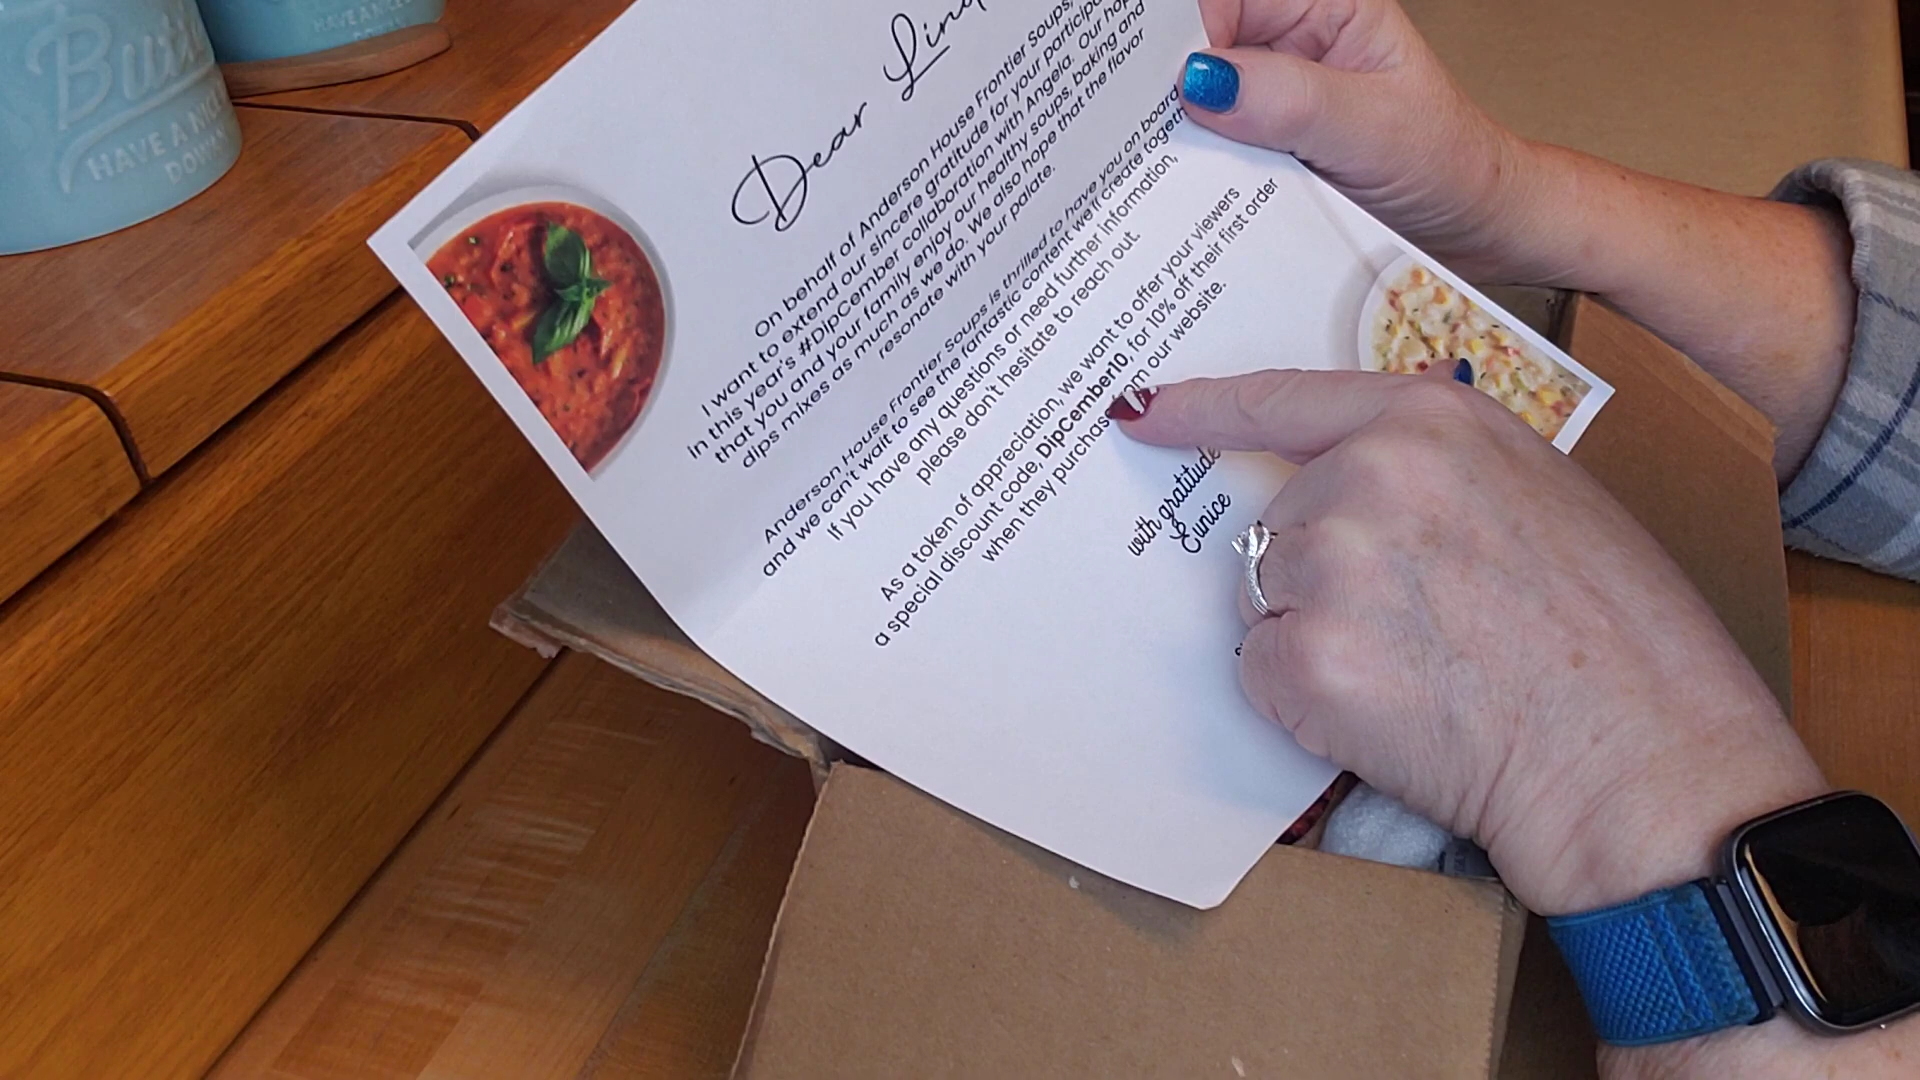 Butt
HAVE A NICE
DOWN
HAVE A NICE
Dear
On behalf of Anderson House Frontier Soups,
I want to extend our sincere gratitude for your
in this year's #DipCember collaboration with Angela. Our
that you and your family enjoy our healthy soups, baking and
dips mixes as much as we do. We also hope that the flavor
resonate with your palate.
Anderson House Frontier Soups is thrilled to have you on board
and we can't wait to see the fantastic content we'll create
If you have any questions or need further information,
please don't hesitate to reach out.
As a token of appreciation, we want to offer your viewers
a special discount code, DipCember10, for 10% off their first order
when they our website.
with gratitude
Eunice